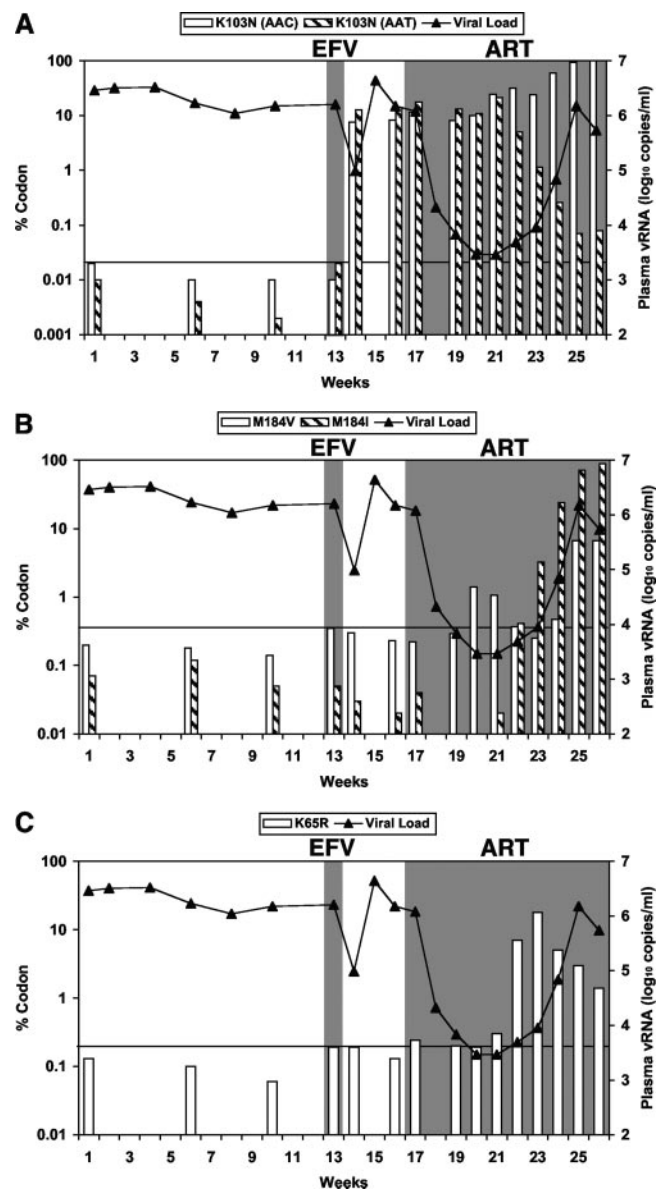 A
K103N (AAC) K103N (AAT) Viral Load
EFV ART
100
10
1
0.1
0.01
0.001
% Codon
7
6
5
4
3
2
Plasma vRNA (log10 copies/ml)
1 3 5 7 9 11 13 15 17 19 21 23 25
Weeks
B
M184V M184I Viral Load
EFV ART
100
10
1
0.1
0.01
% Codon
7
6
5
4
3
2
Plasma vRNA (log10 copies/ml)
1 3 5 7 9 11 13 15 17 19 21 23 25
Weeks
C
K65R Viral Load
EFV ART
100
10
1
0.1
0.01
% Codon
7
6
5
4
3
2
Plasma vRNA (log10 copies/ml)
1 3 5 7 9 11 13 15 17 19 21 23 25
Weeks